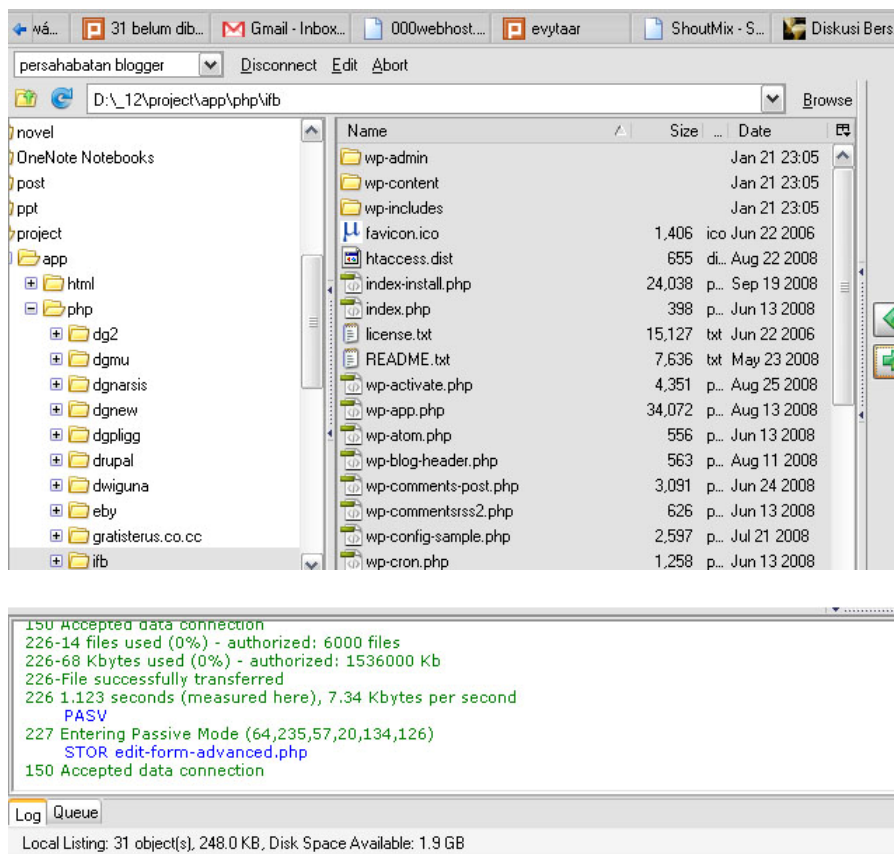 wá... 31 belum dib... Gmail - Inbox... 000webhost.... evytaar ShoutMix - S... Diskusi Bers
persahabatan blogger Disconnect Edit Abort
D:\_12\project\app\php\ifb Browse
novel
OneNote Notebooks
post
ppt
project
app
html
php
dg2
dgmu
dgnarsis
dgnew
dgpligg
drupal
dwiguna
eby
gratisterus.co.cc
ifb
Name Size ... Date
wp-admin Jan 21 23:05
wp-content Jan 21 23:05
wp-includes Jan 21 23:05
favicon.ico 1,406 ico Jun 22 2006
htaccess.dist 655 di... Aug 22 2008
index-install.php 24,038 p... Sep 19 2008
index.php 398 p... Jun 13 2008
license.txt 15,127 txt Jun 22 2006
README.txt 7,636 txt May 23 2008
wp-activate.php 4,351 p... Aug 25 2008
wp-app.php 34,072 p... Aug 13 2008
wp-atom.php 556 p... Jun 13 2008
wp-blog-header.php 563 p... Aug 11 2008
wp-comments-post.php 3,091 p... Jun 24 2008
wp-commentsrss2.php 626 p... Jun 13 2008
wp-config-sample.php 2,597 p... Jul 21 2008
wp-cron.php 1,258 p... Jun 13 2008
150 Accepted data connection
226-14 files used (0%) - authorized: 6000 files
226-68 Kbytes used (0%) - authorized: 1536000 Kb
226-File successfully transferred
226 1.123 seconds (measured here), 7.34 Kbytes per second
PASV
227 Entering Passive Mode (64,235,57,20,134,126)
STOR edit-form-advanced.php
150 Accepted data connection
Log Queue
Local Listing: 31 object(s), 248.0 KB, Disk Space Available: 1.9 GB